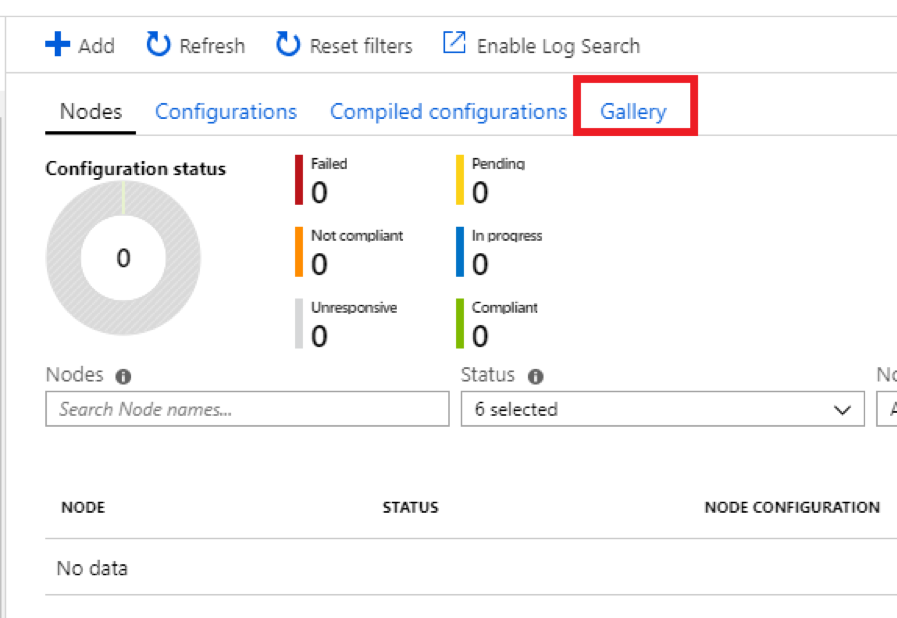 Add Refresh Reset filters Enable Log Search
Nodes Configurations Compiled configurations Gallery
Configuration status
0
Failed
0
Pending
0
Not compliant
0
In progress
0
Unresponsive
0
Compliant
0
Nodes
Search Node names...
Status
6 selected
NODE STATUS NODE CONFIGURATION
No data